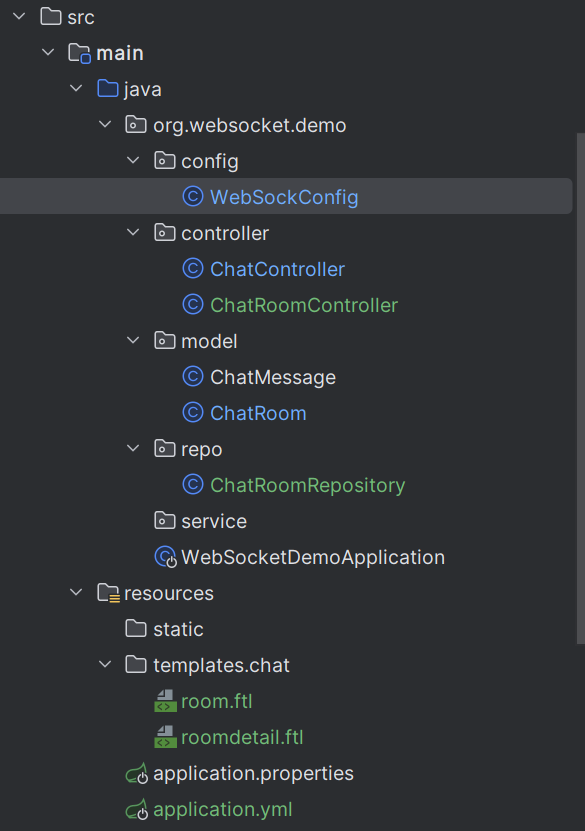 src
main
java
org.websocket.demo
config
WebSockConfig
controller
ChatController
ChatRoomController
model
ChatMessage
ChatRoom
repo
ChatRoomRepository
service
WebSocketDemoApplication
resources
static
templates.chat
room.ftl
roomdetail.ftl
application.properties
application.yml